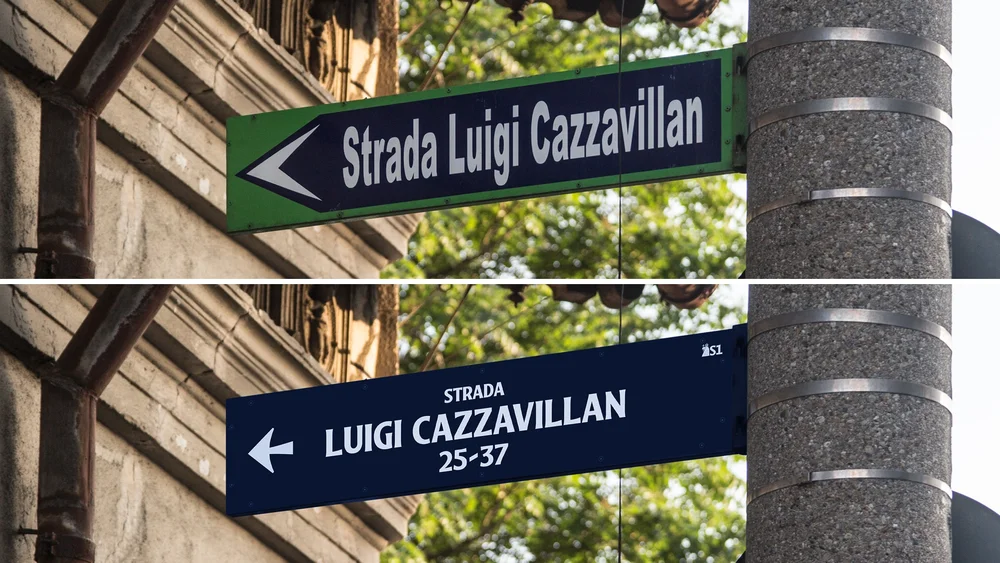 Strada Luigi Cazzavillan
S1
STRADA
LUIGI CAZZAVILLAN
25-37